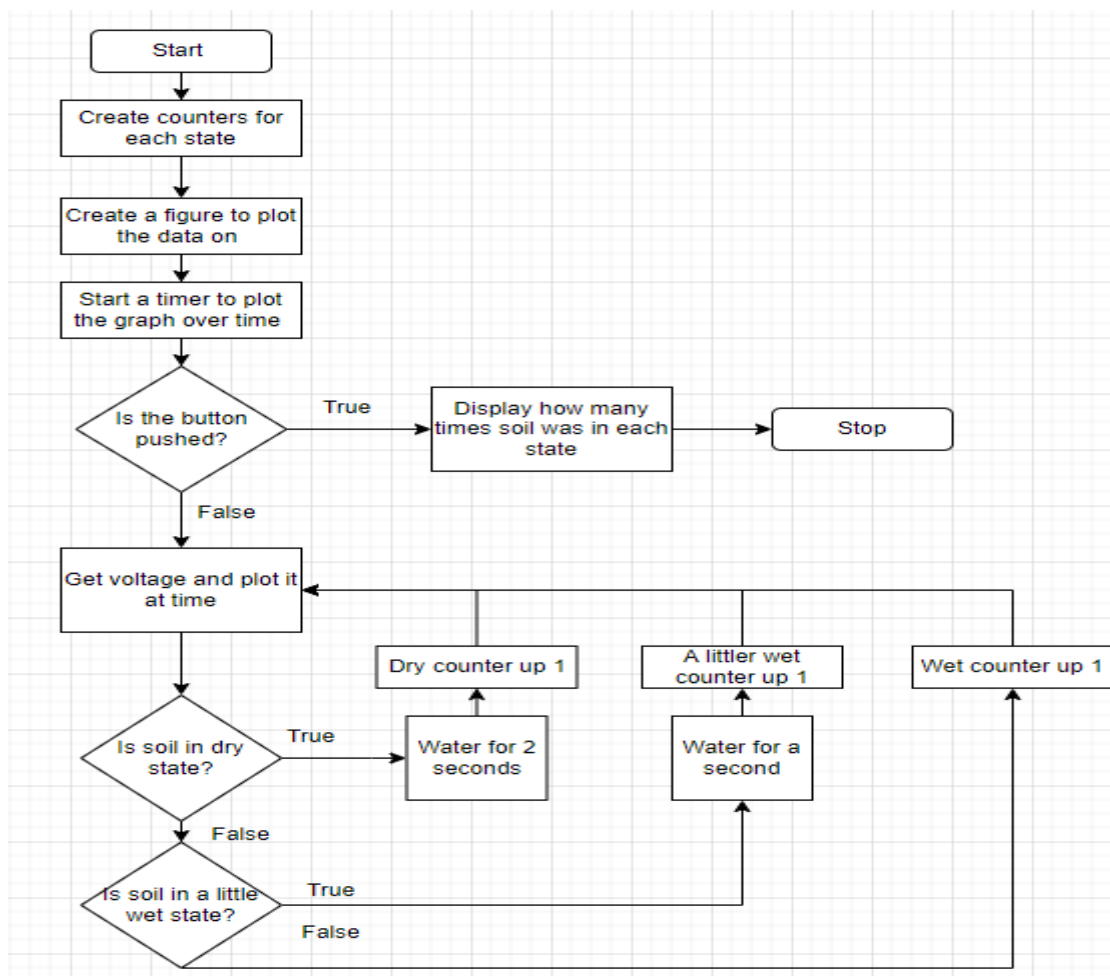 Start
Create counters for
each state
Create a figure to plot
the data on
Start a timer to plot
the graph over time
Is the button
pushed?
True
Display how many
times soil was in each
state
Stop
False
Get voltage and plot it
at time
Dry counter up 1
A littler wet
counter up 1
Wet counter up 1
Is soil in dry
state?
True
Water for 2
seconds
Water for a
second
False
Is soil in a little
wet state?
True
False